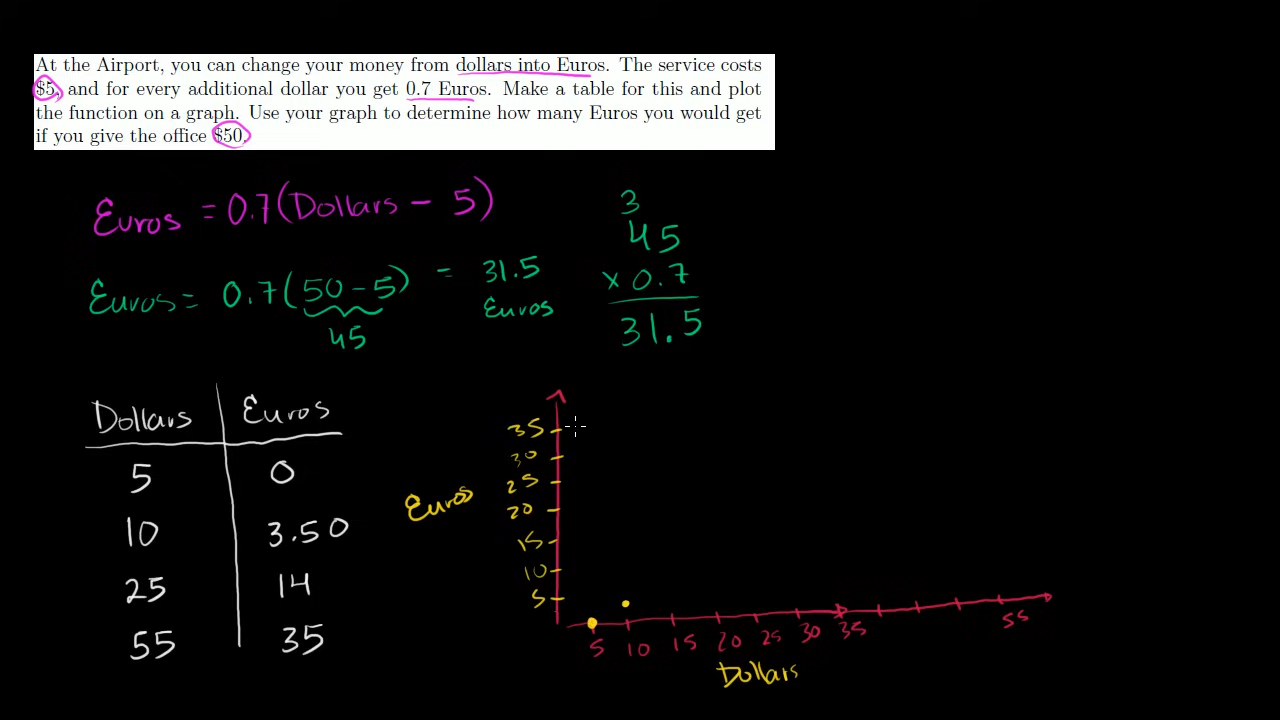 At the Airport, you can change your money from dollars into Euros. The service costs
$5, and for every additional dollar you get 0.7 Euros. Make a table for this and plot
the function on a graph. Use your graph to determine how many Euros you would get
if you give the office $50.
Euros = 0.7(Dollars - 5)
Euros = 0.7(50-5) = 31.5
Euros
45
3
45
x 0.7
31.5
Dollars Euros
5 0
10 3.50
25 14
55 35
Euros
35
30
25
20
15
10
5
5 10 15 20 25 30 35 55
Dollars